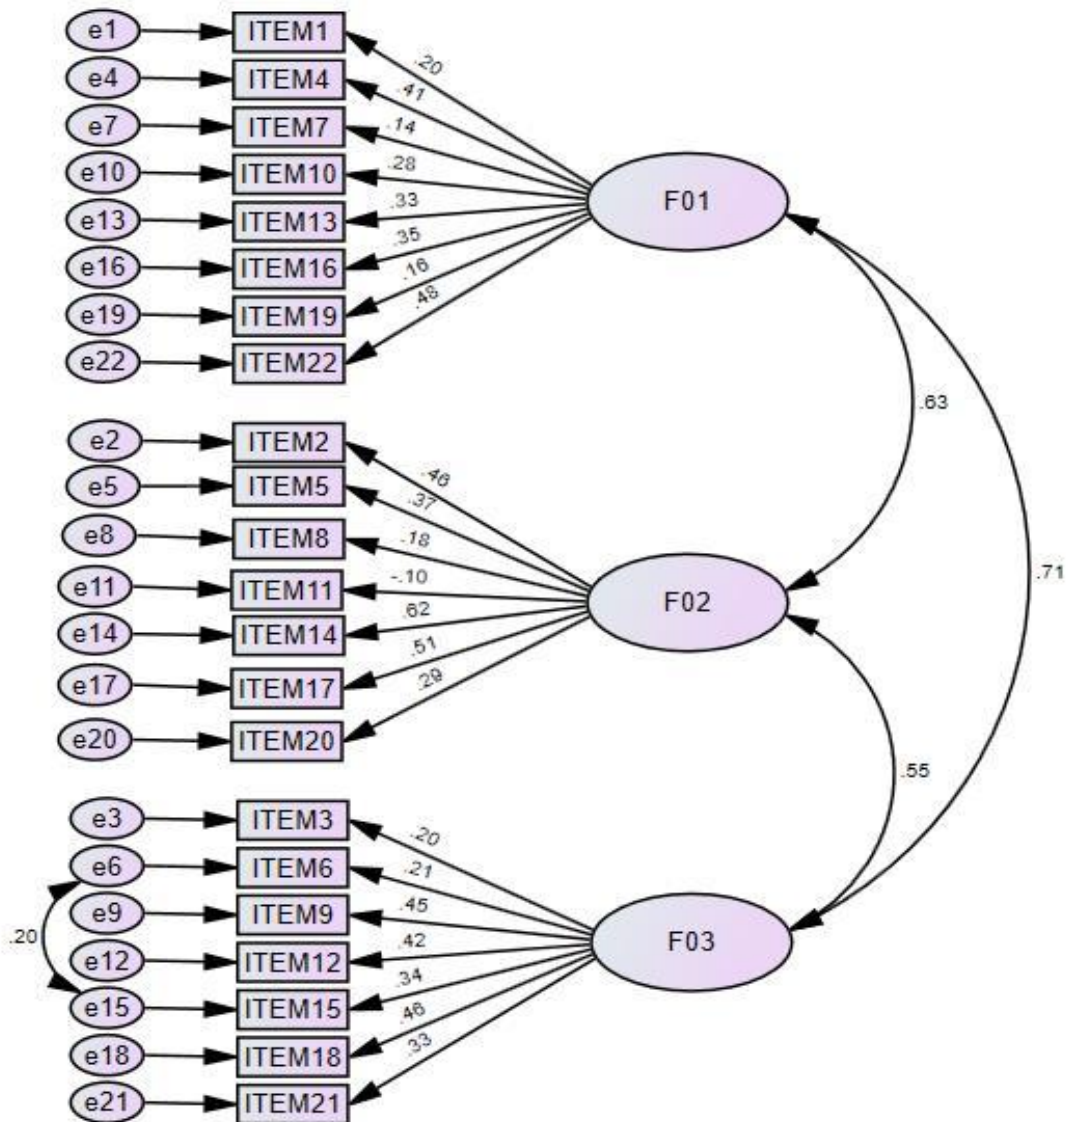 e1 ITEM1 .20
e4 ITEM4 .41
e7 ITEM7 .14
e10 ITEM10 .28
F01
e13 ITEM13 .33
e16 ITEM16 .35
e19 ITEM19 .16
e22 ITEM22 .48
.63
e2 ITEM2 .46
e5 ITEM5 .37
e8 ITEM8 .18
.71
e11 ITEM11 -.10
F02
e14 ITEM14 .62
e17 ITEM17 .51
e20 ITEM20 .29
.55
e3 ITEM3 .20
e6 ITEM6 .21
e9 ITEM9 .45
.20
F03
e12 ITEM12 .42
e15 ITEM15 .34
e18 ITEM18 .46
e21 ITEM21 .33